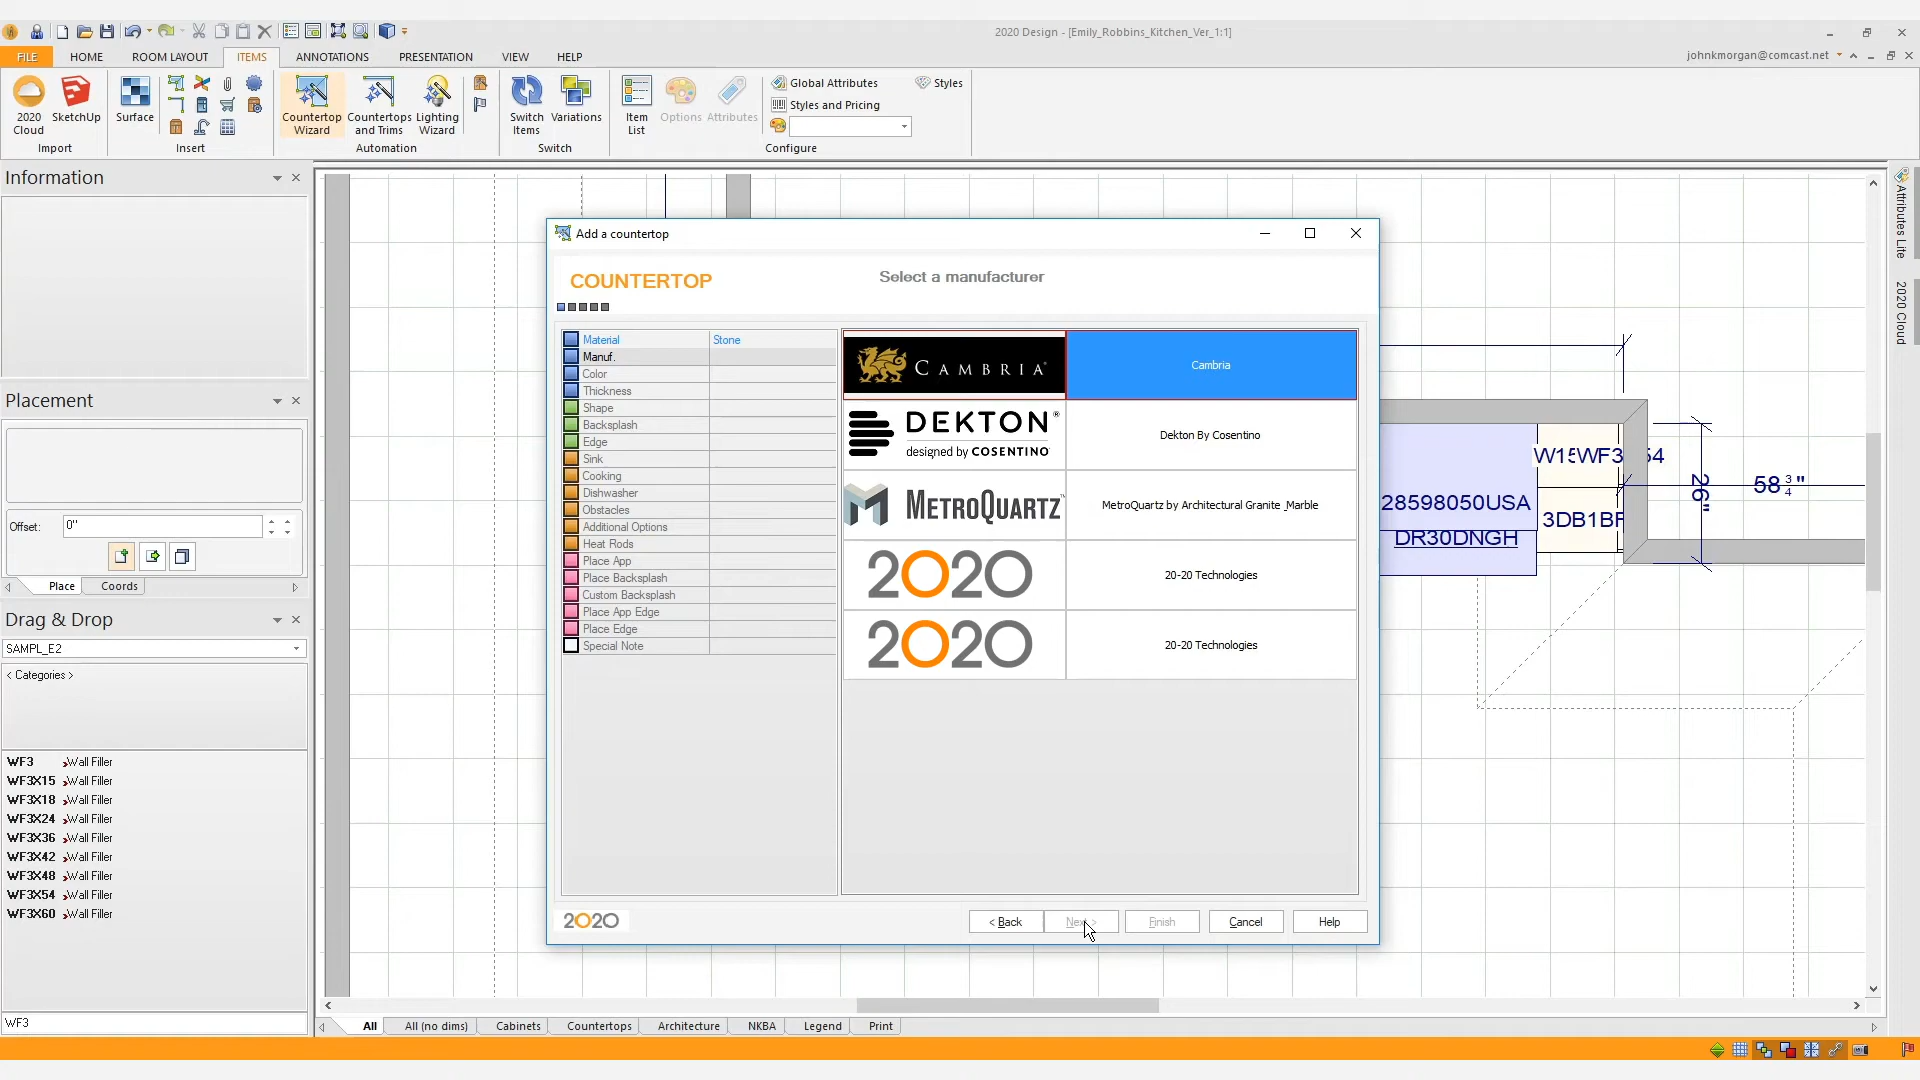 2020 Design - [Emily_Robbins_Kitchen_Ver_1:1]
FILE HOME ROOM LAYOUT ITEMS ANNOTATIONS PRESENTATION VIEW HELP
johnkmorgan@comcast.net
2020 Cloud
SketchUp
Import
Surface
Insert
Countertop Wizard
Countertops and Trims
Lighting Wizard
Automation
Switch Items
Variations
Switch
Item List
Options
Attributes
Global Attributes
Styles
Styles and Pricing
Configure
Information
Placement
Offset: 0"
Place Coords
Drag & Drop
SAMPL_E2
< Categories >
WF3 Wall Filler
WF3X15 Wall Filler
WF3X18 Wall Filler
WF3X24 Wall Filler
WF3X36 Wall Filler
WF3X42 Wall Filler
WF3X48 Wall Filler
WF3X54 Wall Filler
WF3X60 Wall Filler
WF3
Add a countertop
COUNTERTOP
Select a manufacturer
Material Stone
Manuf.
Color
Thickness
Shape
Backsplash
Edge
Sink
Cooking
Dishwasher
Obstacles
Additional Options
Heat Rods
Place App
Place Backsplash
Custom Backsplash
Place App Edge
Place Edge
Special Note
CAMBRIA® Cambria
DEKTON®
designed by COSENTINO
Dekton By Cosentino
METROQUARTZ™ MetroQuartz by Architectural Granite _Marble
2020 20-20 Technologies
2020 20-20 Technologies
2020
< Back
Finish
Cancel
Help
28598050USA
DR30DNGH
26"
58 3/4"
Attributes Lite
2020 Cloud
All All (no dims) Cabinets Countertops Architecture NKBA Legend Print